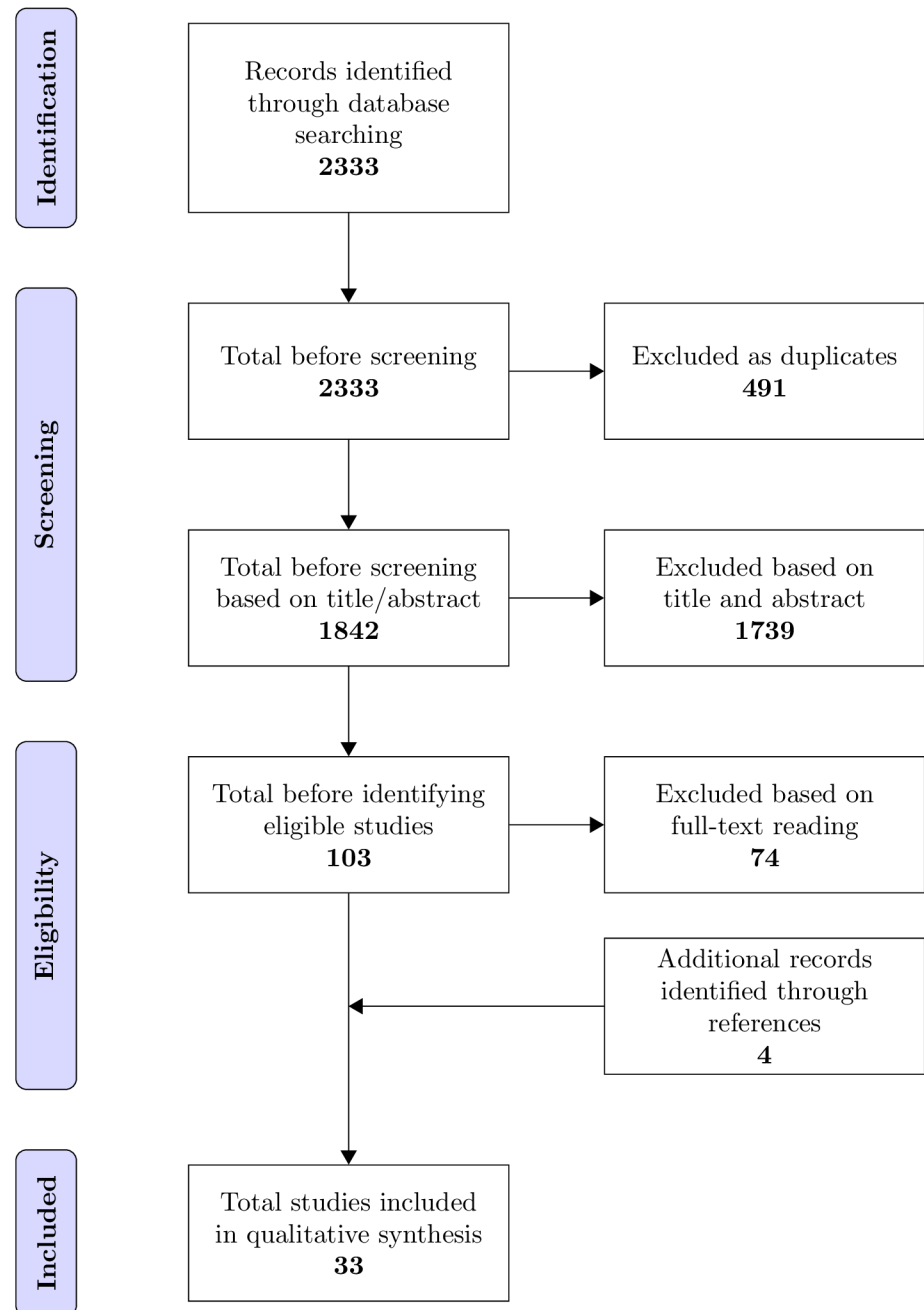 Identification
Records identified
through database
searching
2333
Screening
Total before screening
2333
Excluded as duplicates
491
Total before screening
based on title/abstract
1842
Excluded based on
title and abstract
1739
Eligibility
Total before identifying
eligible studies
103
Excluded based on
full-text reading
74
Additional records
identified through
references
4
Included
Total studies included
in qualitative synthesis
33